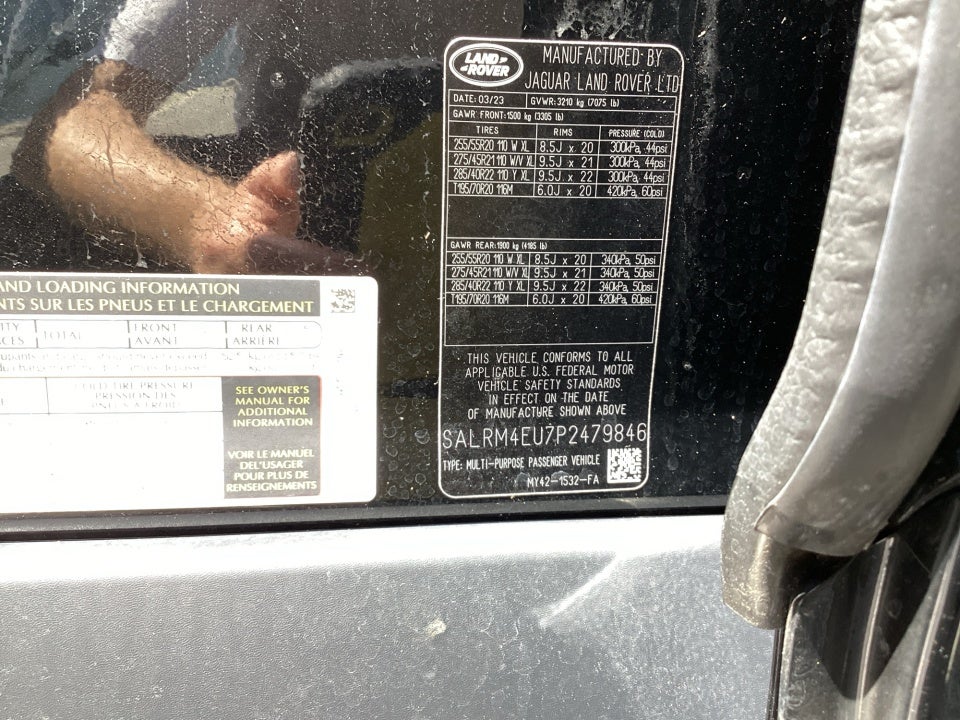 LAND ROVER
MANUFACTURED BY
JAGUAR LAND ROVER LTD
DATE: 03/23 GVWR: 3210 kg (7075 lb)
GAWR FRONT: 1500 kg (3305 lb)
TIRES RIMS PRESSURE (COLD)
255/55R20 110 W XL 8.5J x 20 300kPa, 44psi
275/45R21 110 W/V XL 9.5J x 21 300kPa, 44psi
285/40R22 110 Y XL 9.5J x 22 300kPa, 44psi
T195/70R20 116M 6.0J x 20 420kPa, 60psi
GAWR REAR: 1900 kg (4185 lb)
255/55R20 110 W XL 8.5J x 20 340kPa, 50psi
275/45R21 110 W/V XL 9.5J x 21 340kPa, 50psi
285/40R22 110 Y XL 9.5J x 22 340kPa, 50psi
T195/70R20 116M 6.0J x 20 420kPa, 60psi
THIS VEHICLE CONFORMS TO ALL
APPLICABLE U.S. FEDERAL MOTOR
VEHICLE SAFETY STANDARDS
IN EFFECT ON THE DATE
OF MANUFACTURE SHOWN ABOVE
SALRM4EU7P2479846
TYPE: MULTI-PURPOSE PASSENGER VEHICLE
MY42-1532-FA
AND LOADING INFORMATION
NTS SUR LES PNEUS ET LE CHARGEMENT
ITY TOTAL FRONT REAR
CES AVANT ARRIÈRE
COLD TIRE PRESSURE
PRESSION DES
PNEUS À FROID
SEE OWNER'S
MANUAL FOR
ADDITIONAL
INFORMATION
VOIR LE MANUEL
DE L'USAGER
POUR PLUS DE
RENSEIGNEMENTS